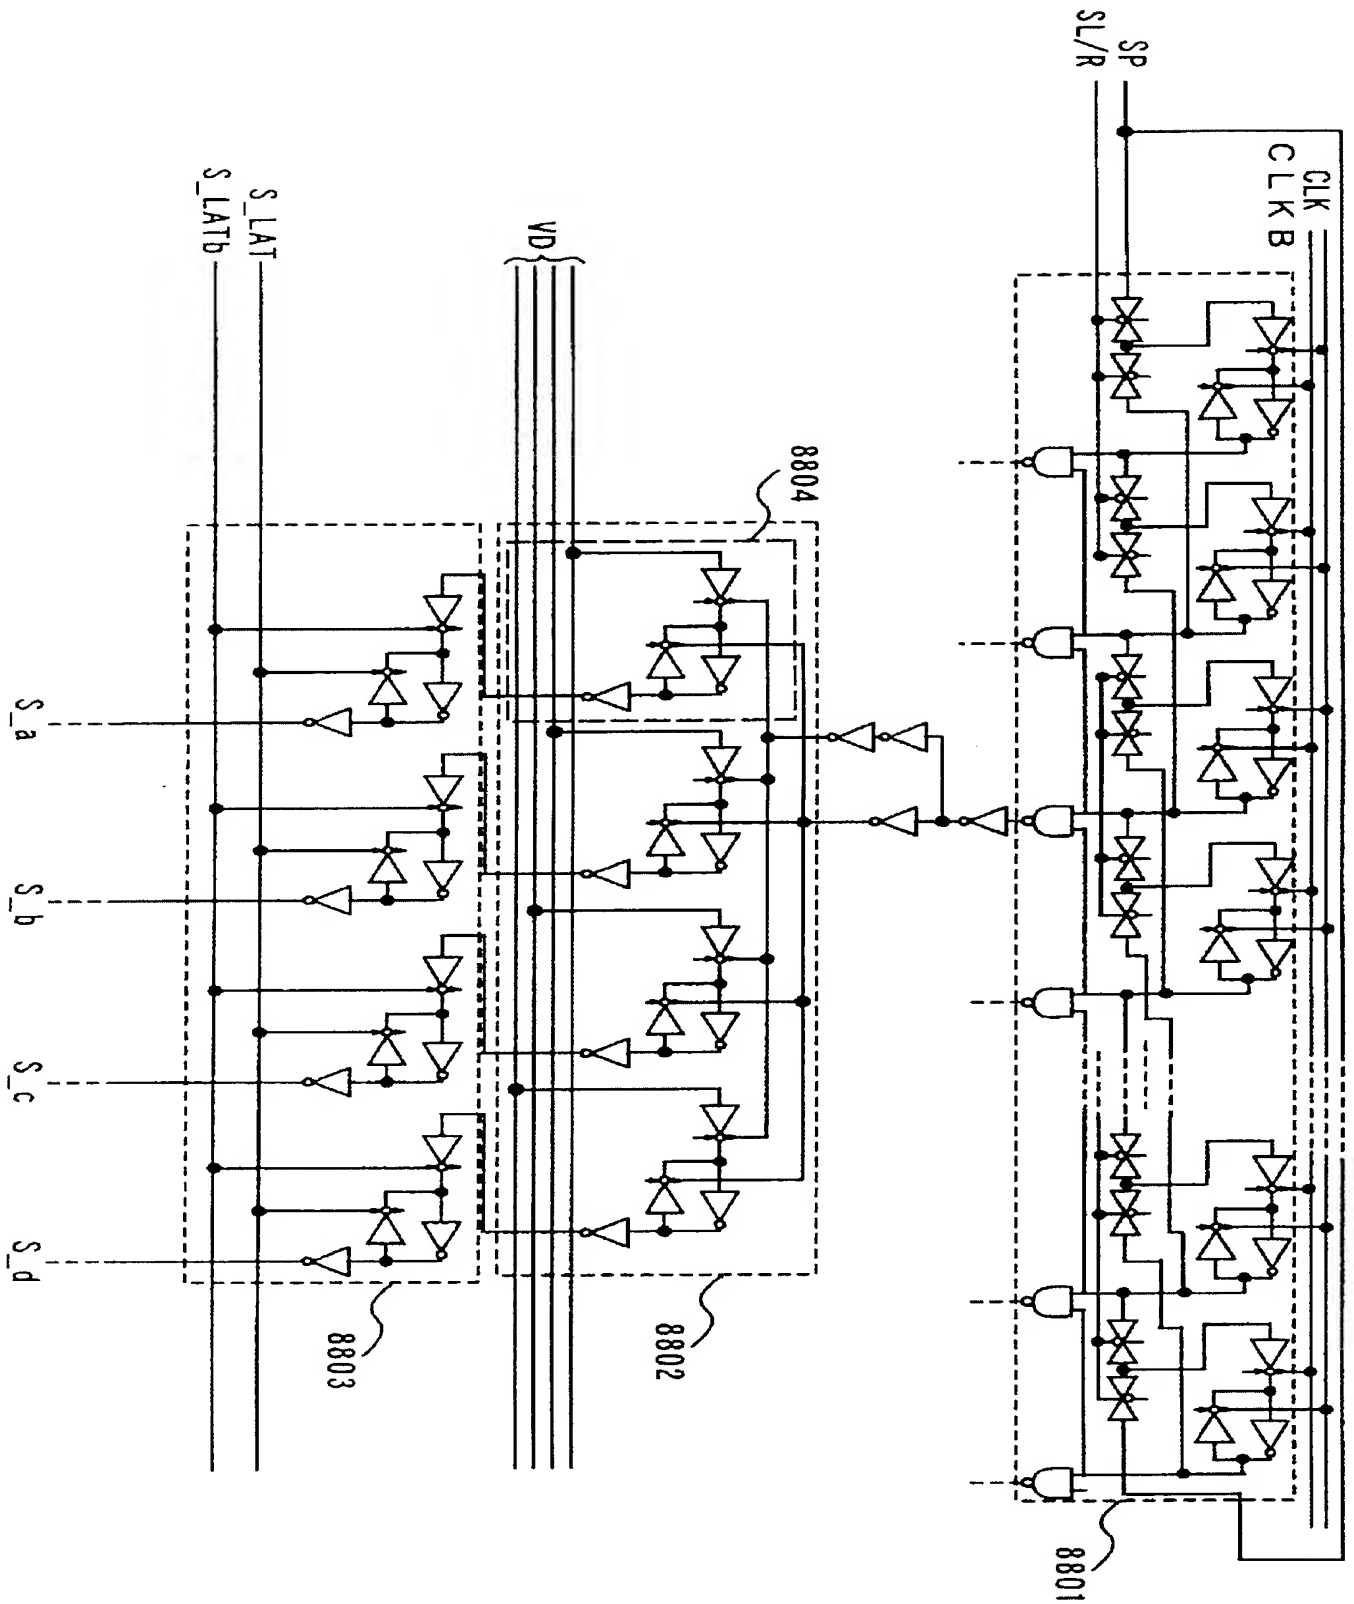 CLK
CLKB
SP
SL/R
8801
VD
8804
8802
S_LAT
S_LATb
8803
S_a
S_b
S_c
S_d